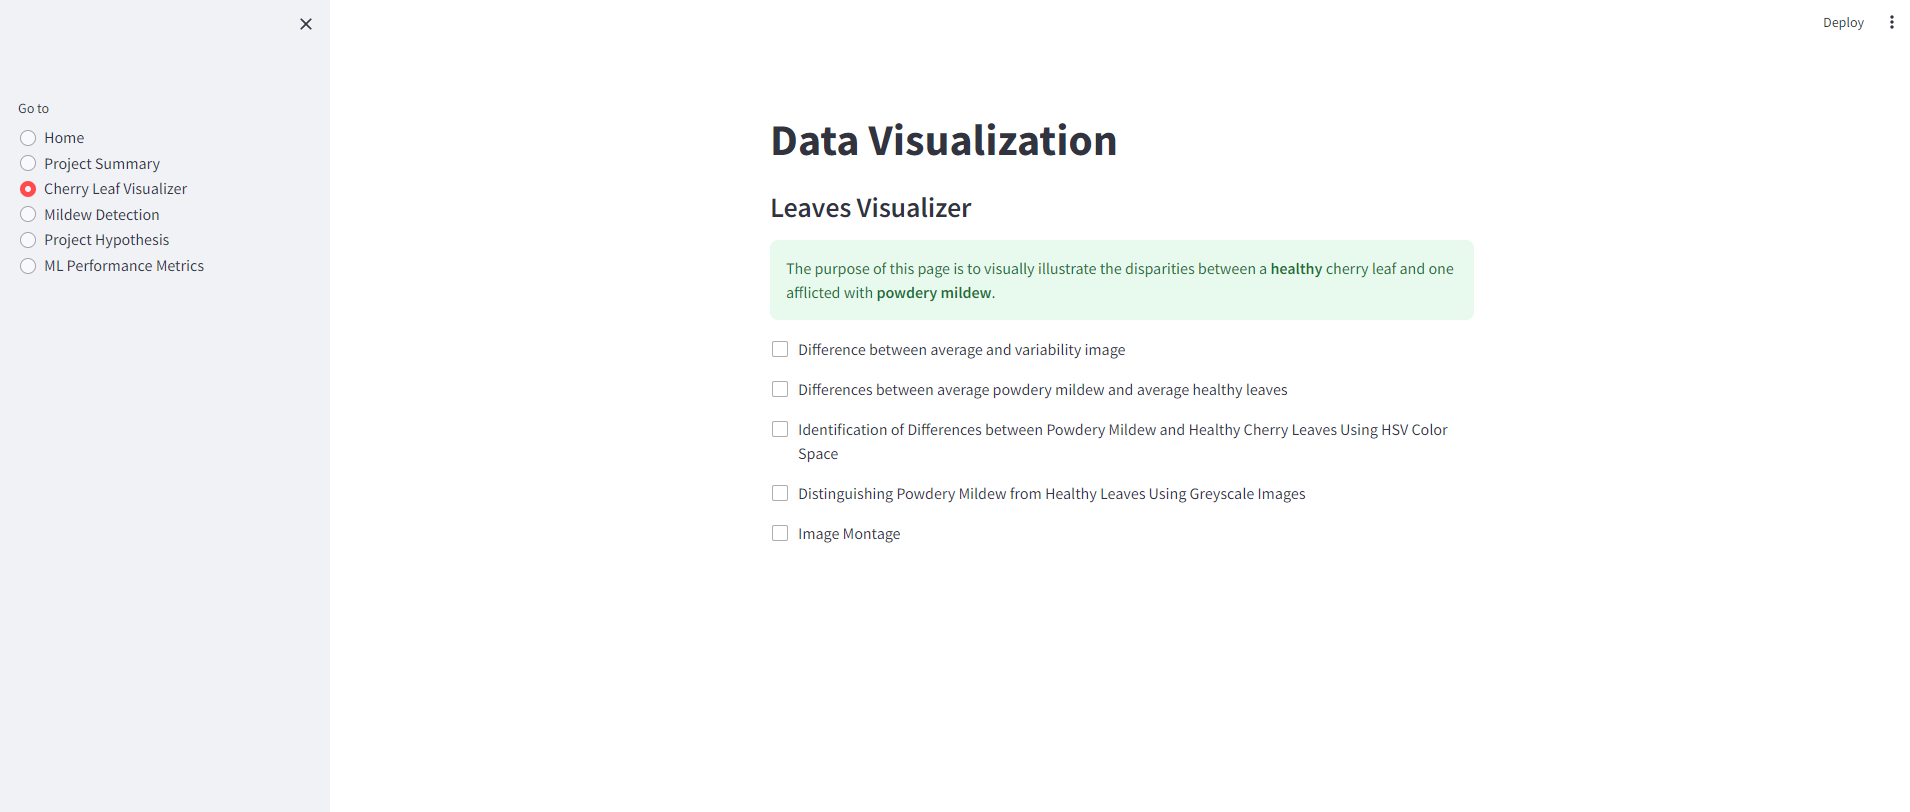 Deploy
Go to
Home
Project Summary
Cherry Leaf Visualizer
Mildew Detection
Project Hypothesis
ML Performance Metrics
Data Visualization
Leaves Visualizer
The purpose of this page is to visually illustrate the disparities between a healthy cherry leaf and one
afflicted with powdery mildew.
Difference between average and variability image
Differences between average powdery mildew and average healthy leaves
Identification of Differences between Powdery Mildew and Healthy Cherry Leaves Using HSV Color
Space
Distinguishing Powdery Mildew from Healthy Leaves Using Greyscale Images
Image Montage